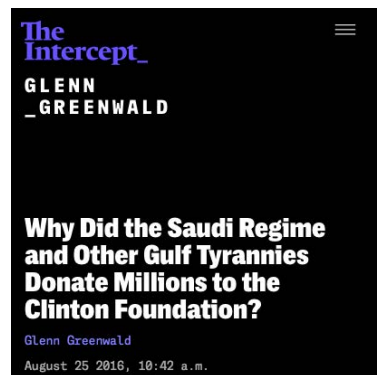 The
Intercept_
GLENN
_GREENWALD
Why Did the Saudi Regime
and Other Gulf Tyrannies
Donate Millions to the
Clinton Foundation?
Glenn Greenwald
August 25 2016, 10:42 a.m.